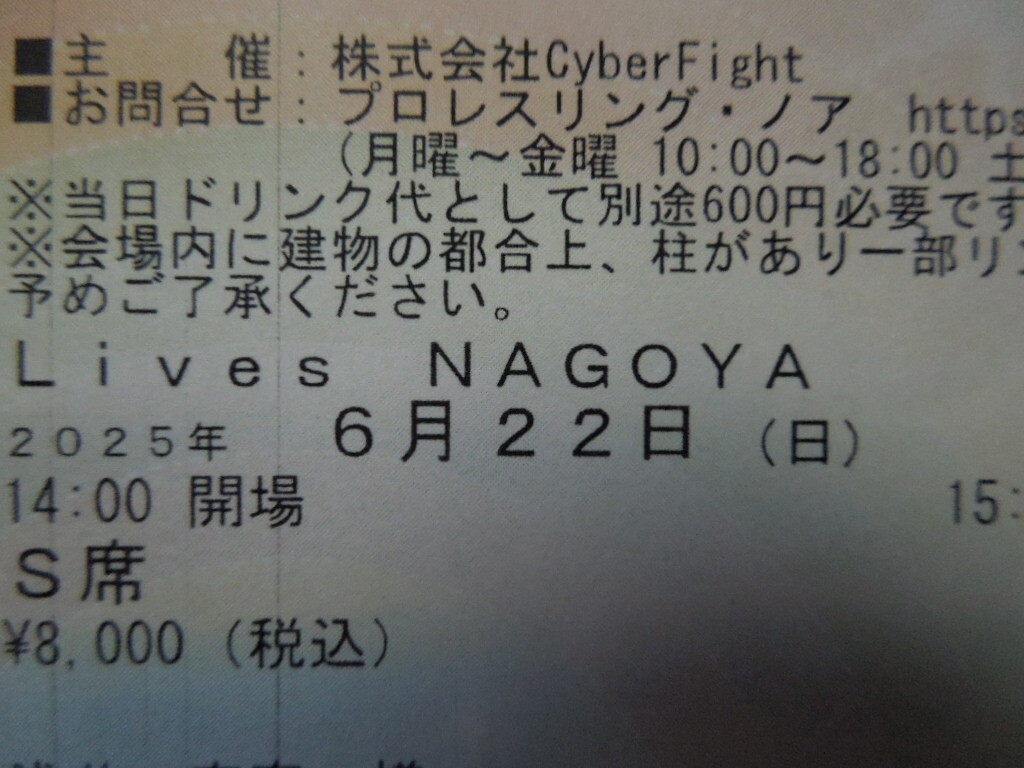 ■主　　催：株式会社CyberFight
■お問合せ：プロレスリング・ノア　https
（月曜～金曜 10:00～18:00 土
※当日ドリンク代として別途600円必要です
※会場内に建物の都合上、柱があり一部リン
予めご了承ください。
Ｌｉｖｅｓ　ＮＡＧＯＹＡ
２０２５年　６月２２日（日）
14:00 開場　15:
Ｓ席
¥8,000（税込）